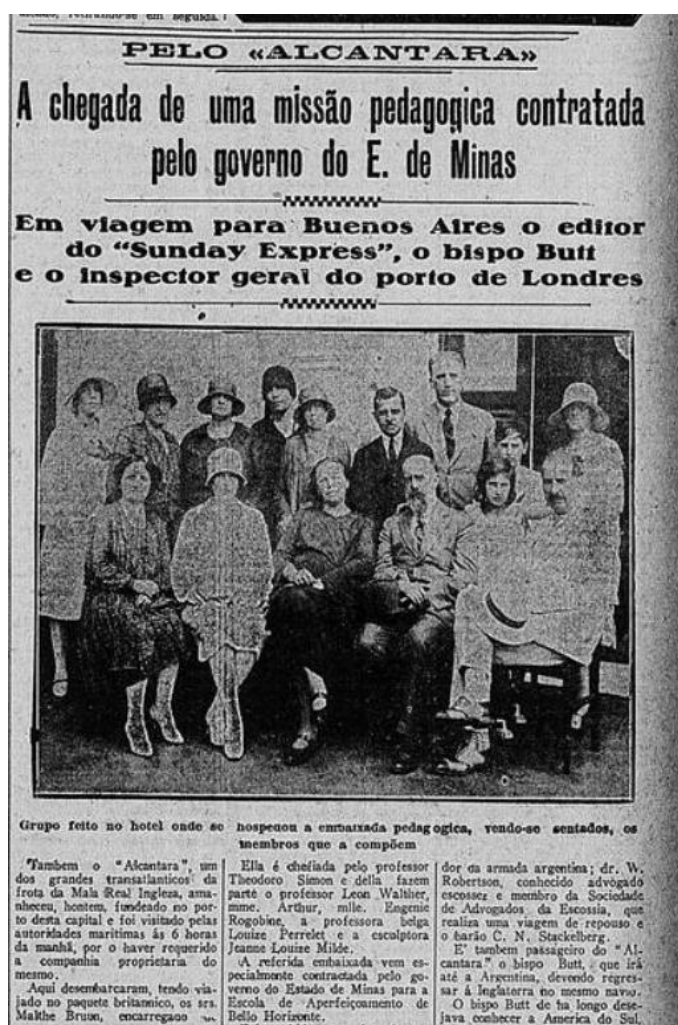 retirando-se em seguida.
PELO «ALCANTARA»
A chegada de uma missão pedagogica contratada
pelo governo do E. de Minas
Em viagem para Buenos Aires o editor
do “Sunday Express”, o bispo Butt
e o inspector geral do porto de Londres
Grupo feito no hotel onde se hospedou a embaixada pedagogica, vendo-se sentados, os
membros que a compõem
Tambem o "Alcantara", um
dos grandes transatlanticos da
frota da Mala Real Ingleza, ama-
nheceu, hontem, fundeado no por-
to desta capital e foi visitado pelas
autoridades maritimas ás 6 horas
da manhã, por o haver requerido
a companhia proprietaria do
mesmo.
Aqui desembarcaram, tendo via-
jado no paquete britannico, os srs.
Malthe Bruun, encarregado
Ella é chefiada pelo professor
Theodoro Simon e della fazem
parte o professor Leon Walther,
mme. Arthur, mlle. Eugenie
Rogobine, a professora belga
Louize Perrelet e a esculptora
Jeanne Louize Milde.
A referida embaixada vem es-
pecialmente contractada pelo go-
verno do Estado de Minas para a
Escola de Aperfeiçoamento de
Bello Horizonte.
dor da armada argentina; dr. W.
Robertson, conhecido advogado
escossez e membro da Sociedade
de Advogados da Escossia, que
realiza uma viagem de repouso e
o barão C. N. Stackelberg.
E' tambem passageiro do "Al-
cantara" o bispo Butt, que irá
até a Argentina, devendo regres-
sar á Inglaterra no mesmo navio.
O bispo Butt de ha longo dese-
java conhecer a America do Sul,